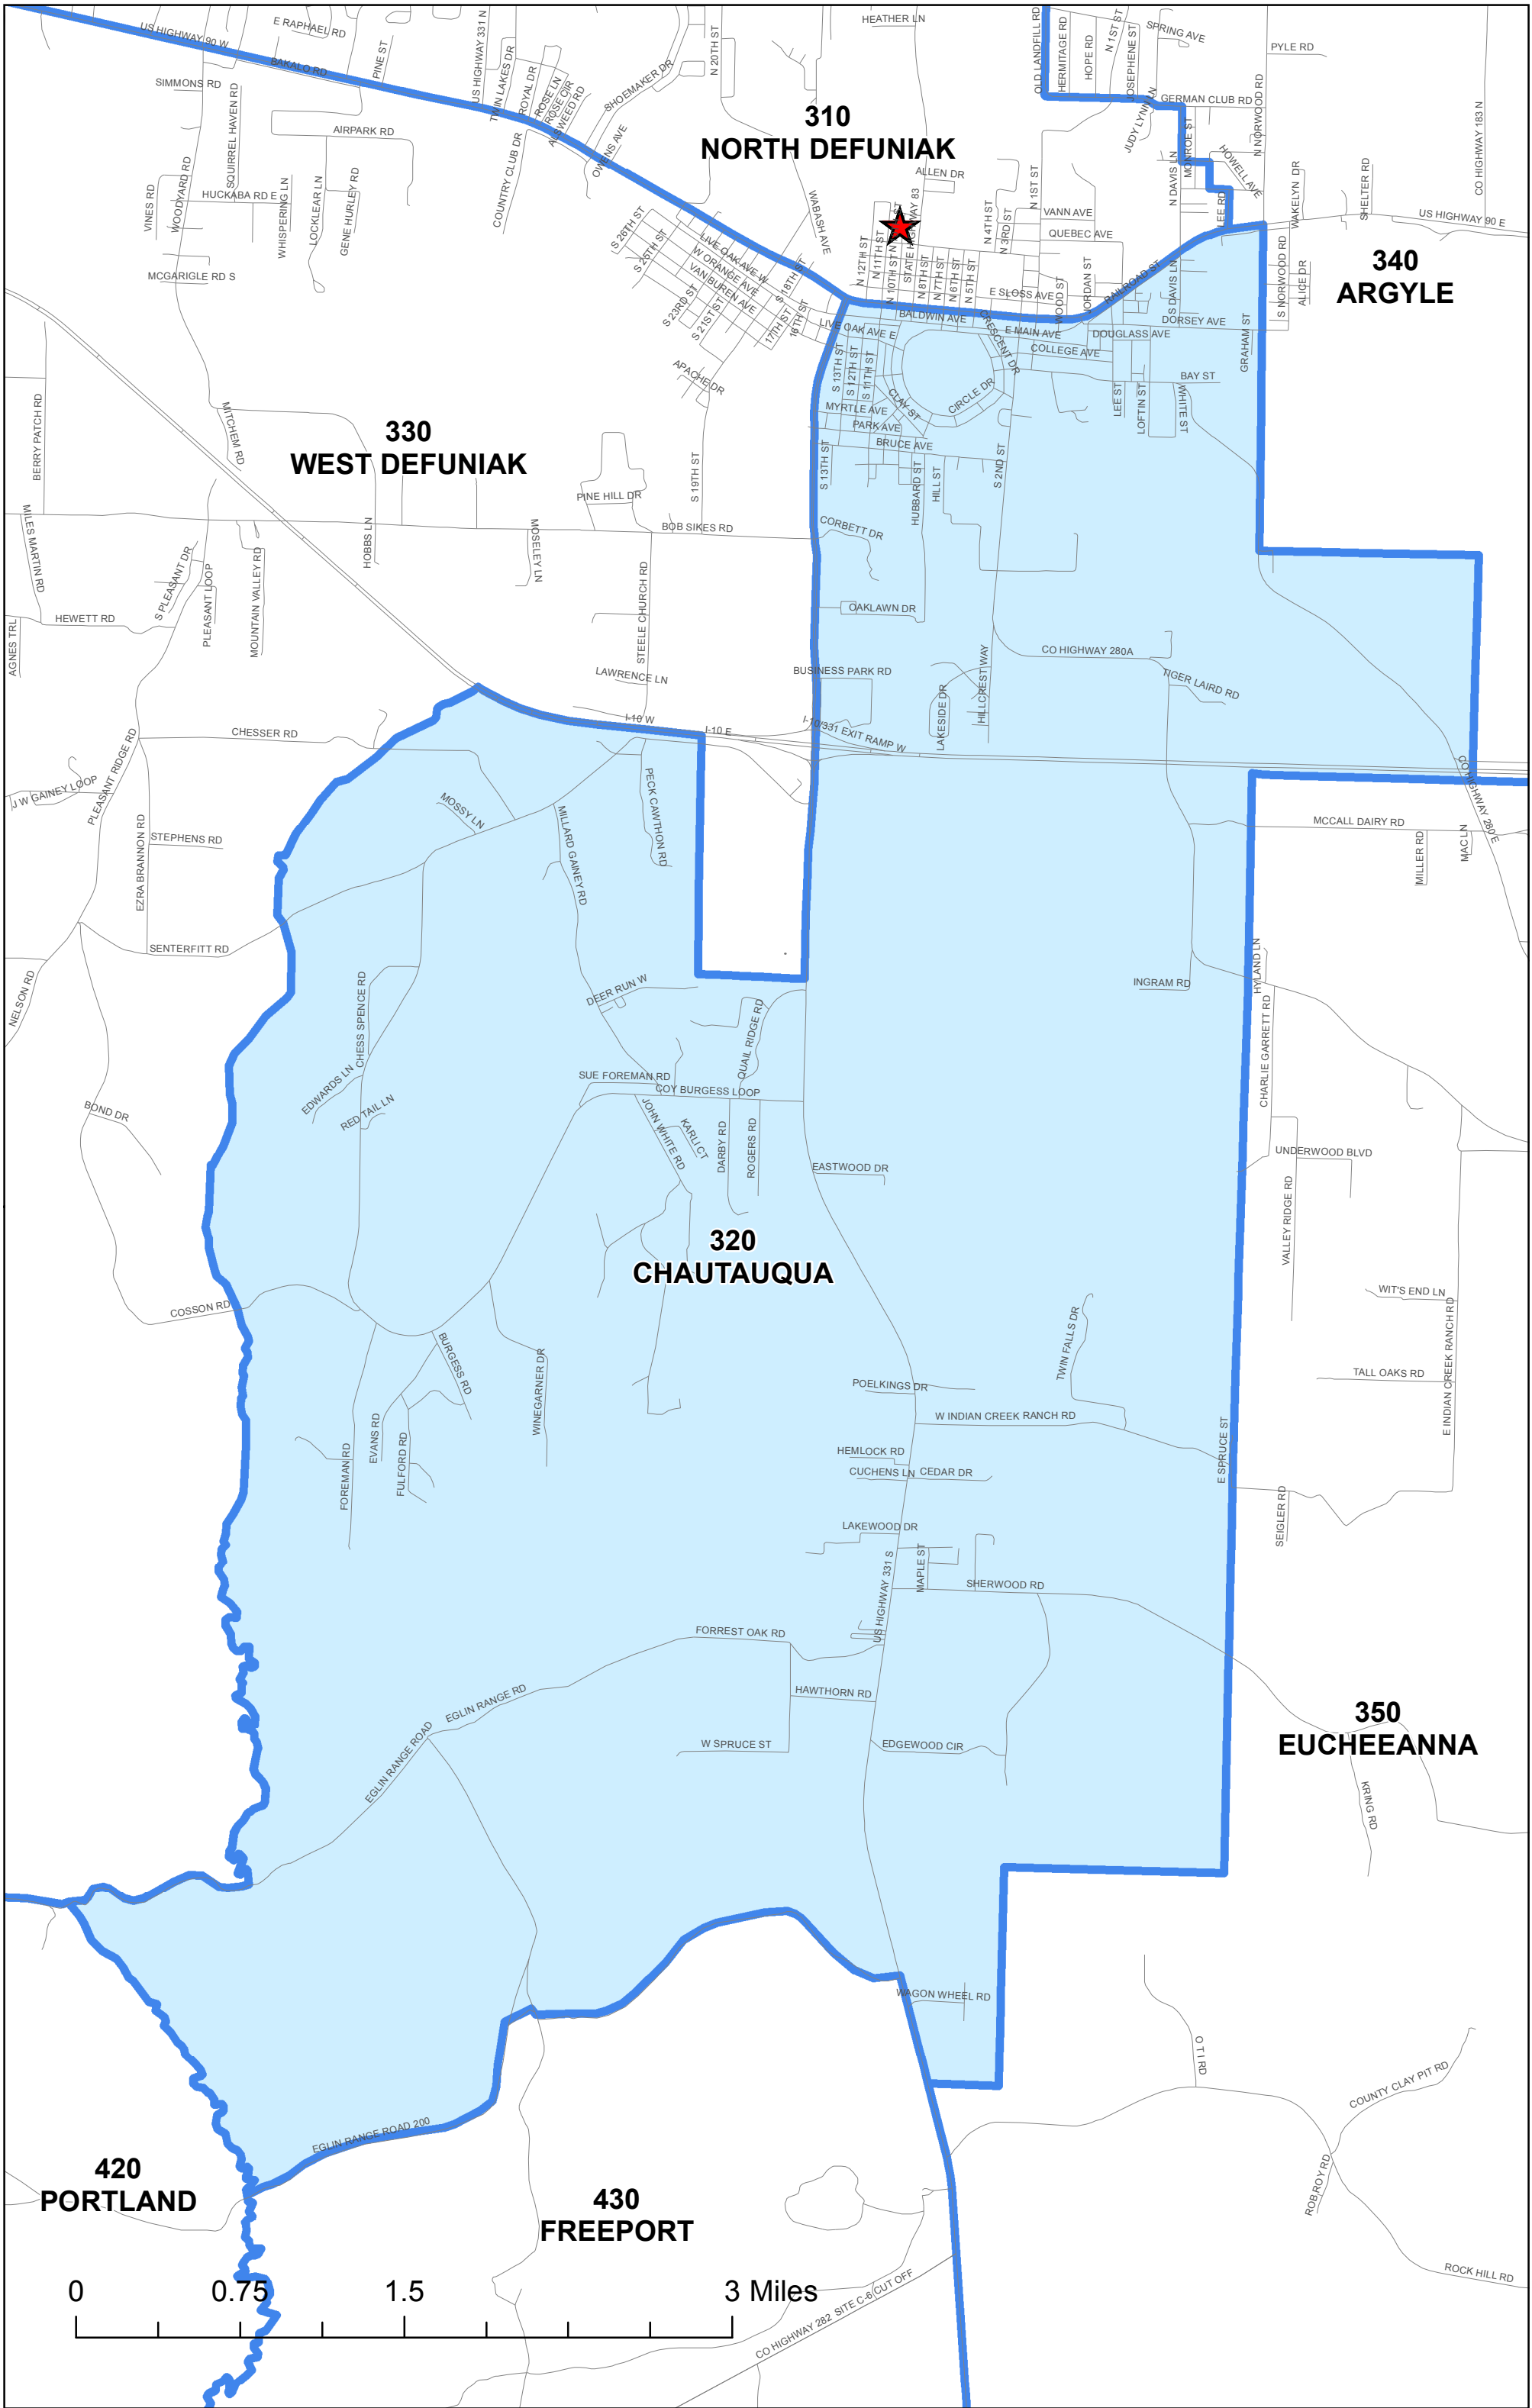 HEATHER LN
E RAPHAEL RD
US HIGHWAY 331 N
N 20TH ST
OLD LANDFILL RD
HERMITAGE RD
HOPE RD
N 1ST ST
JOSEPHENE ST
SPRING AVE
PYLE RD
US HIGHWAY 90 W
BAKALO RD
PINE ST
TWIN LAKES DR
ROYAL DR
ROSE LN
ROSE CIR
ALSWEED RD
SHOEMAKER DR
SIMMONS RD
SQUIRREL HAVEN RD
AIRPARK RD
COUNTRY CLUB DR
OWENS AVE
310
NORTH DEFUNIAK
JUDY LYNN LN
GERMAN CLUB RD
N NORWOOD RD
CO HIGHWAY 183 N
MONROE ST
HOWELL AVE
N DAVIS LN
LEE RD
WAKELYN DR
SHELTER RD
US HIGHWAY 90 E
ALLEN DR
VINES RD
WOODYARD RD
HUCKABA RD E
WHISPERING LN
LOCKLEAR LN
GENE HURLEY RD
MCGARIGLE RD S
S 26TH ST
S 25TH ST
LIVE OAK AVE W
W ORANGE AVE
VAN BUREN AVE
S 23RD ST
S 21ST ST
S 18TH ST
17TH ST
16TH ST
WABASH AVE
N 12TH ST
N 11TH ST
N 10TH ST
STATE HIGHWAY 83
N 8TH ST
N 7TH ST
N 6TH ST
N 5TH ST
N 4TH ST
N 3RD ST
N 1ST ST
VANN AVE
QUEBEC AVE
E SLOSS AVE
WOOD ST
JORDAN ST
RAILROAD ST
S DAVIS LN
S NORWOOD RD
ALICE DR
340
ARGYLE
BALDWIN AVE
LIVE OAK AVE E
CRESCENT DR
E MAIN AVE
COLLEGE AVE
DOUGLASS AVE
DORSEY AVE
GRAHAM ST
BAY ST
LEE ST
LOFTIN ST
WHITE ST
S 13TH ST
S 12TH ST
S 11TH ST
CLAY ST
CIRCLE DR
MYRTLE AVE
PARK AVE
BRUCE AVE
S 13TH ST
HUBBARD ST
HILL ST
S 2ND ST
APACHE DR
BERRY PATCH RD
MITCHEM RD
330
WEST DEFUNIAK
S 19TH ST
PINE HILL DR
BOB SIKES RD
CORBETT DR
MILES MARTIN RD
S PLEASANT DR
PLEASANT LOOP
MOUNTAIN VALLEY RD
HOBBS LN
MOSELEY LN
STEELE CHURCH RD
OAKLAWN DR
AGNES TRL
HEWETT RD
LAWRENCE LN
BUSINESS PARK RD
LAKESIDE DR
HILLCREST WAY
CO HIGHWAY 280A
TIGER LAIRD RD
I-10 W
I-10 E
I-10/331 EXIT RAMP W
CHESSER RD
PLEASANT RIDGE RD
J W GAINEY LOOP
EZRA BRANNON RD
STEPHENS RD
MOSSY LN
MILLARD GAINEY RD
PECK CAWTHON RD
CO HIGHWAY 280 E
MCCALL DAIRY RD
MILLER RD
MAC LN
SENTERFITT RD
NELSON RD
CHESS SPENCE RD
DEER RUN W
QUAIL RIDGE RD
INGRAM RD
HYLAND LN
CHARLIE GARRETT RD
EDWARDS LN
RED TAIL LN
SUE FOREMAN RD
COY BURGESS LOOP
JOHN WHITE RD
KARLI CT
DARBY RD
ROGERS RD
BOND DR
EASTWOOD DR
UNDERWOOD BLVD
VALLEY RIDGE RD
320
CHAUTAUQUA
COSSON RD
BURGESS RD
WINEGARNER DR
TWIN FALLS DR
WIT'S END LN
E INDIAN CREEK RANCH RD
TALL OAKS RD
POELKINGS DR
W INDIAN CREEK RANCH RD
FOREMAN RD
EVANS RD
FULFORD RD
HEMLOCK RD
CUCHENS LN
CEDAR DR
E SPRUCE ST
SEIGLER RD
LAKEWOOD DR
MAPLE ST
US HIGHWAY 331 S
SHERWOOD RD
FORREST OAK RD
HAWTHORN RD
EGLIN RANGE RD
EGLIN RANGE ROAD
W SPRUCE ST
EDGEWOOD CIR
350
EUCHEEANNA
KRING RD
WAGON WHEEL RD
O T I RD
COUNTY CLAY PIT RD
ROB ROY RD
ROCK HILL RD
EGLIN RANGE ROAD 200
420
PORTLAND
430
FREEPORT
CO HIGHWAY 282
SITE C-6 CUT OFF
0 0.75 1.5 3 Miles